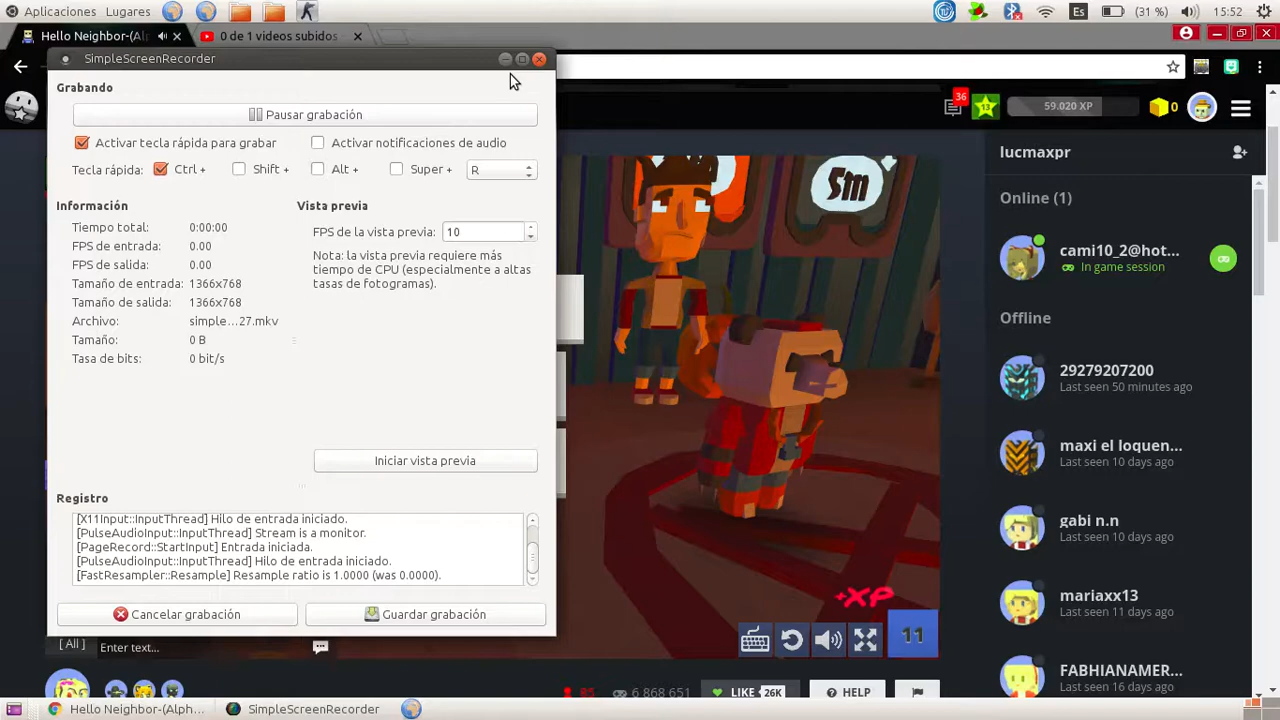 Aplicaciones Lugares Es (31 %) 15:52
Hello Neighbor-(Al 0 de 1 videos subidos
SimpleScreenRecorder
Grabando
Pausar grabación
Activar tecla rápida para grabar Activar notificaciones de audio
Tecla rápida: Ctrl + Shift + Alt + Super + R
Información Vista previa
Tiempo total: 0:00:00
FPS de la vista previa: 10
FPS de entrada: 0.00
Nota: la vista previa requiere más
FPS de salida: 0.00
tiempo de CPU (especialmente a altas
Tamaño de entrada: 1366x768
tasas de fotogramas).
Tamaño de salida: 1366x768
Archivo: simple...27.mkv
Tamaño: 0 B
Tasa de bits: 0 bit/s
Iniciar vista previa
Registro
[X11Input::InputThread] Hilo de entrada iniciado.
[PulseAudioInput::InputThread] Stream is a monitor.
[PageRecord::StartInput] Entrada iniciada.
[PulseAudioInput::InputThread] Hilo de entrada iniciado.
[FastResampler::Resample] Resample ratio is 1.0000 (was 0.0000).
Cancelar grabación Guardar grabación
[ All ] Enter text...
36 13 59.020 XP 0
5m
+XP
11
85 6 868 651 LIKE 26K ? HELP
lucmaxpr
Online (1)
cami10_2@hot...
In game session
Offline
29279207200
Last seen 50 minutes ago
maxi el loquen...
Last seen 10 days ago
gabi n.n
Last seen 10 days ago
mariaxx13
Last seen 11 days ago
FABHIANAMER...
Last seen 10 days ago
Hello Neighbor-(Alph... SimpleScreenRecorder